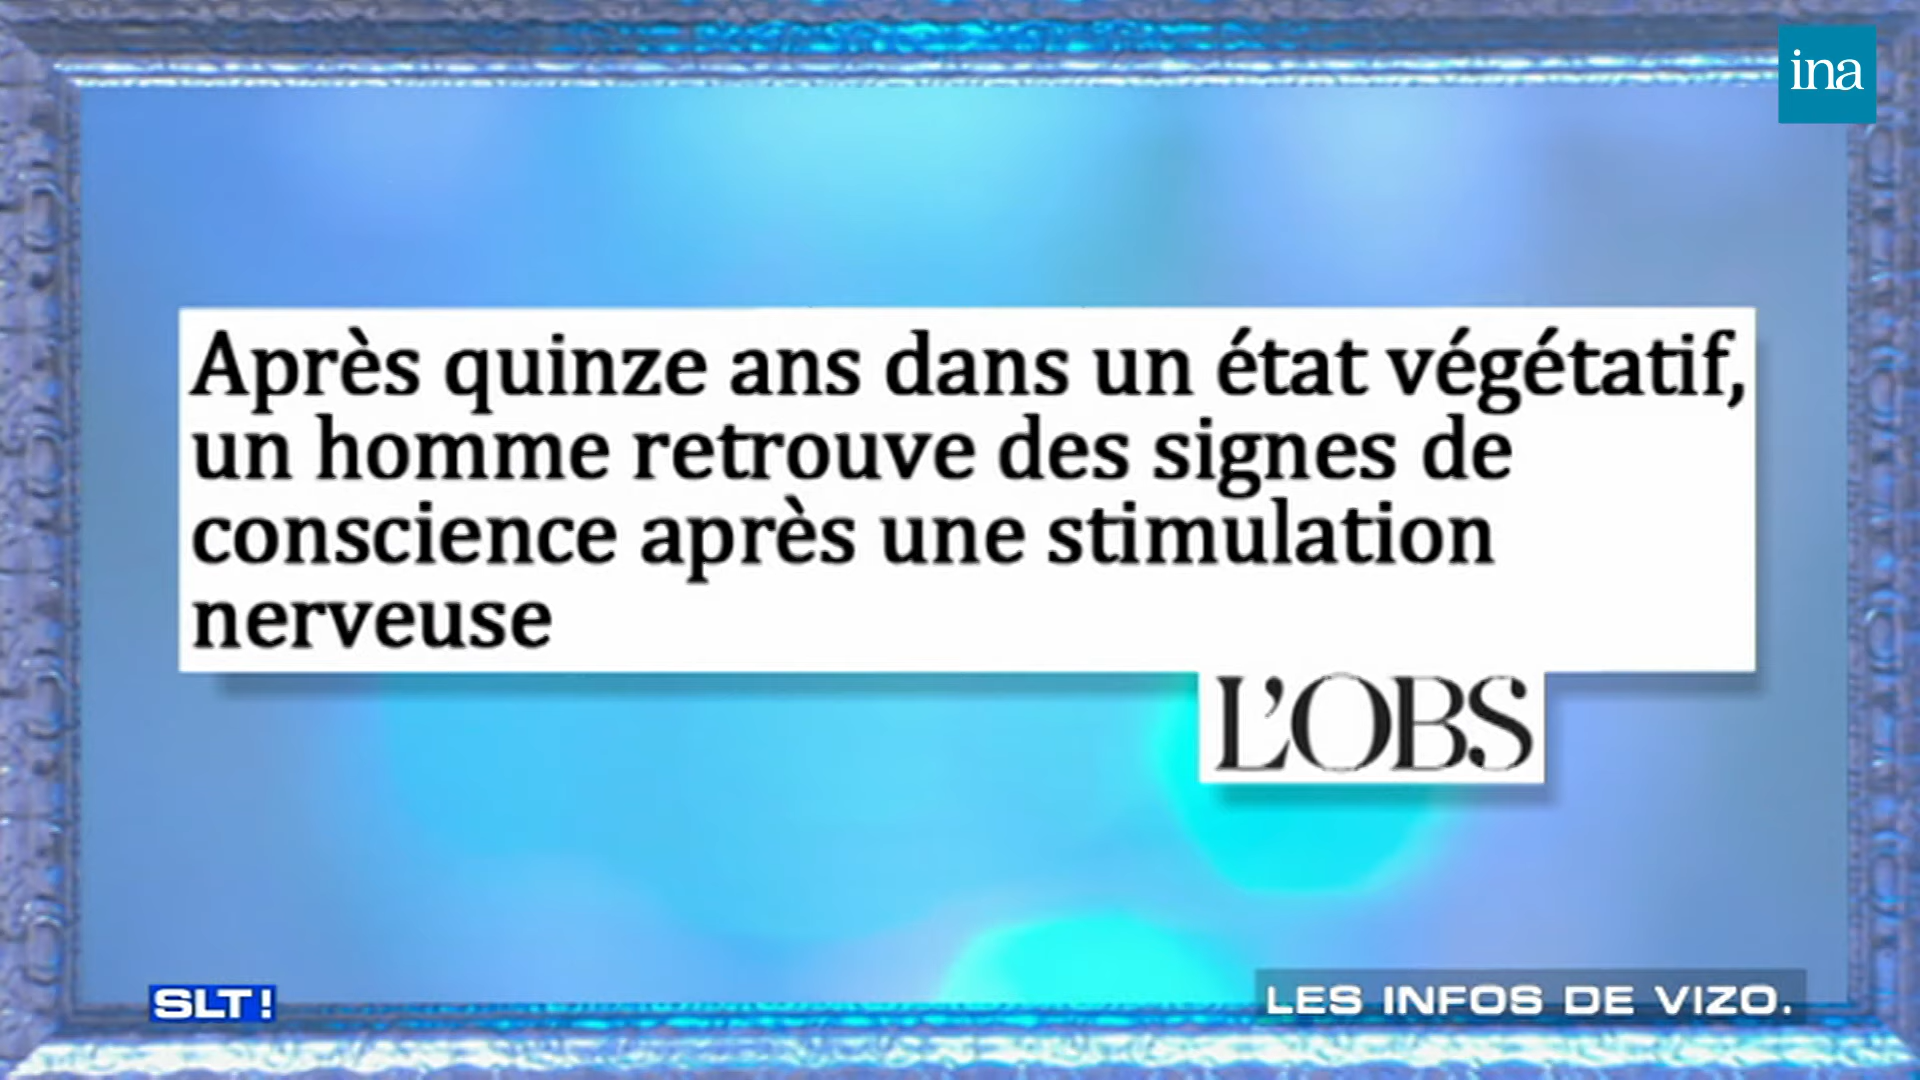 ina
Après quinze ans dans un état végétatif,
un homme retrouve des signes de
conscience après une stimulation
nerveuse
L'OBS
SLT!
LES INFOS DE VIZO.